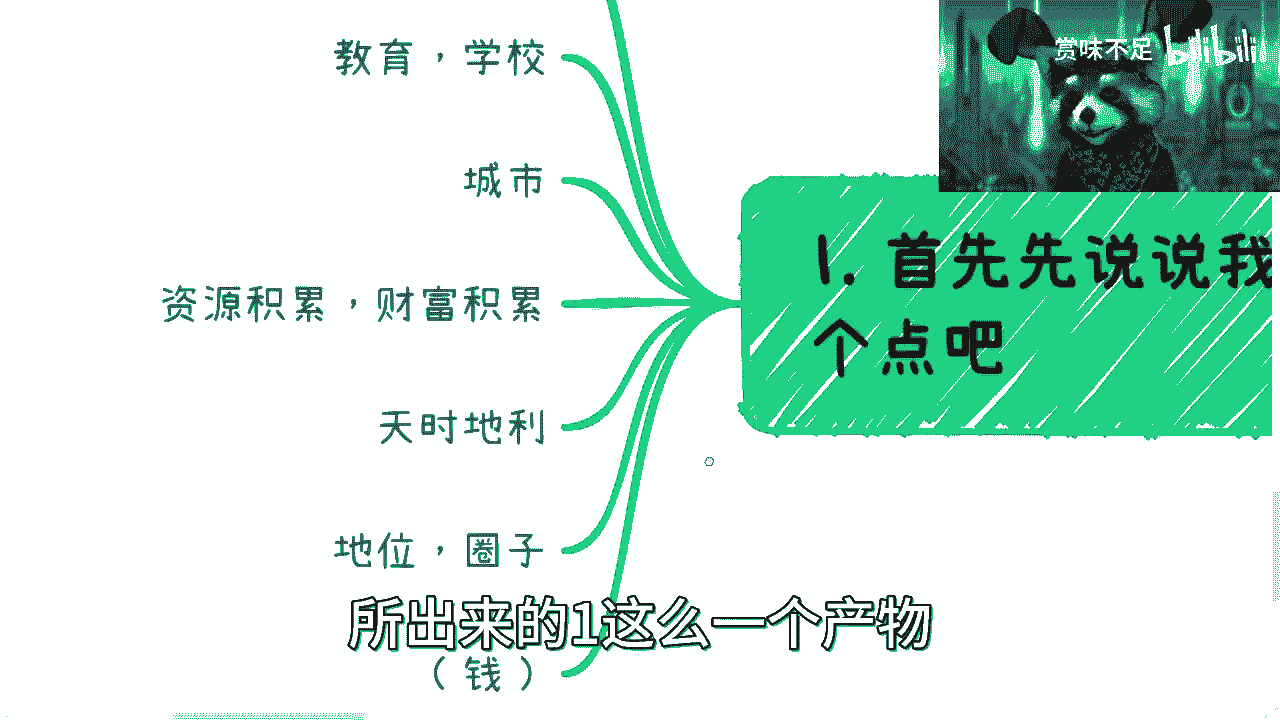 教育，学校
赏味不足 bilibili
城市
1. 首先先说说我
个点吧
资源积累，财富积累
天时地利
地位，圈子
所出来的1这么一个产物
（钱）